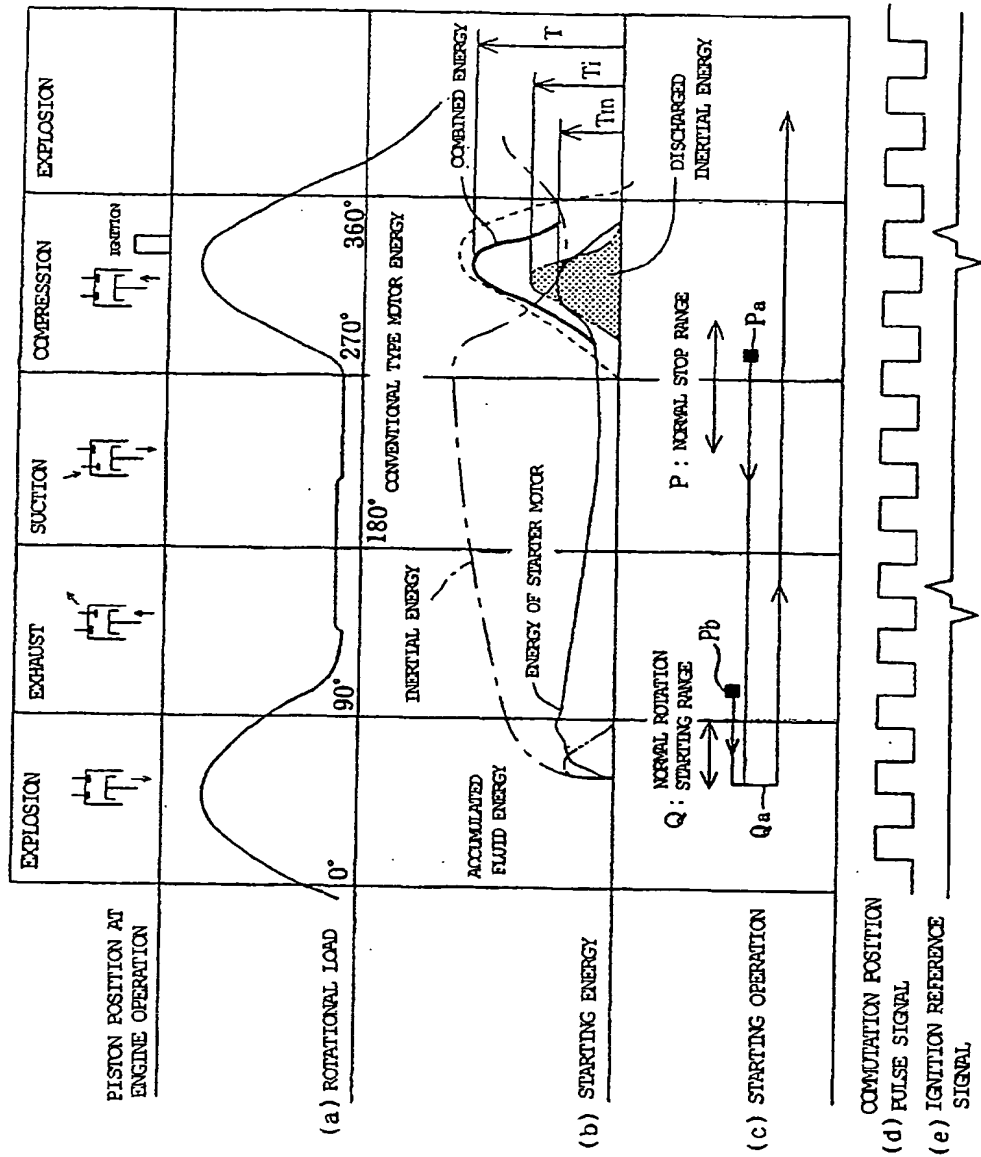 PISTON POSITION AT
ENGINE OPERATION
EXPLOSION
EXHAUST
SUCTION
COMPRESSION
EXPLOSION
IGNITION
(a) ROTATIONAL LOAD
0°
90°
180°
270°
360°
(b) STARTING ENERGY
ACCUMULATED
FLUID ENERGY
INERTIAL ENERGY
ENERGY OF STARTER MOTOR
CONVENTIONAL TYPE MOTOR ENERGY
COMBINED ENERGY
T
Ti
Tm
DISCHARGED
INERTIAL ENERGY
(c) STARTING OPERATION
Q: NORMAL ROTATION
STARTING RANGE
Pb
Qa
P: NORMAL STOP RANGE
Pa
COMMUTATION POSITION
(d) PULSE SIGNAL
(e) IGNITION REFERENCE
SIGNAL